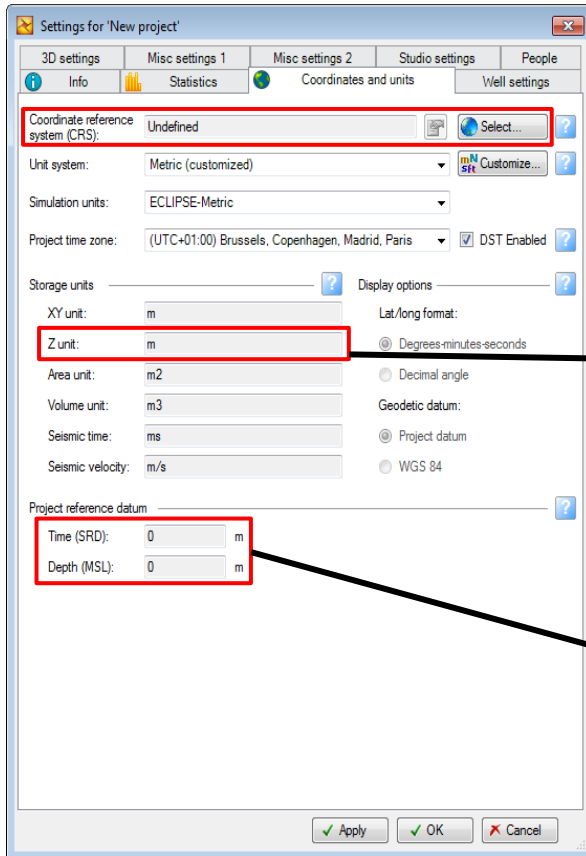 Settings for 'New project'
3D settings Misc settings 1 Misc settings 2 Studio settings People
Info Statistics Coordinates and units Well settings
Coordinate reference
system (CRS): Undefined Select... ?
Unit system: Metric (customized) mN
Sft Customize... ?
Simulation units: ECLIPSE-Metric
Project time zone: (UTC+01:00) Brussels, Copenhagen, Madrid, Paris DST Enabled ?
Storage units ? Display options ?
XY unit: m Lat/long format:
Z unit: m Degrees-minutes-seconds
Area unit: m2 Decimal angle
Volume unit: m3 Geodetic datum:
Seismic time: ms Project datum
Seismic velocity: m/s WGS 84
Project reference datum ?
Time (SRD): 0 m
Depth (MSL): 0 m
Apply OK Cancel